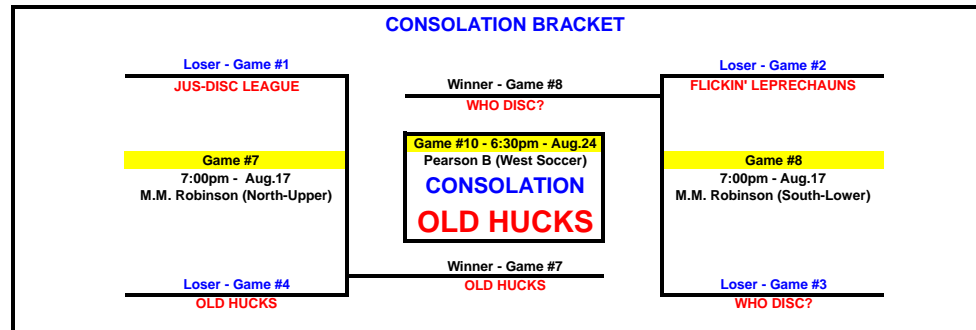 CONSOLATION BRACKET
Loser - Game #1
JUS-DISC LEAGUE
Game #7
7:00pm - Aug.17
M.M. Robinson (North-Upper)
Loser - Game #4
OLD HUCKS
Winner - Game #8
WHO DISC?
Game #10 - 6:30pm - Aug.24
Pearson B (West Soccer)
CONSOLATION
OLD HUCKS
Winner - Game #7
OLD HUCKS
Loser - Game #2
FLICKIN' LEPRECHAUNS
Game #8
7:00pm - Aug.17
M.M. Robinson (South-Lower)
Loser - Game #3
WHO DISC?